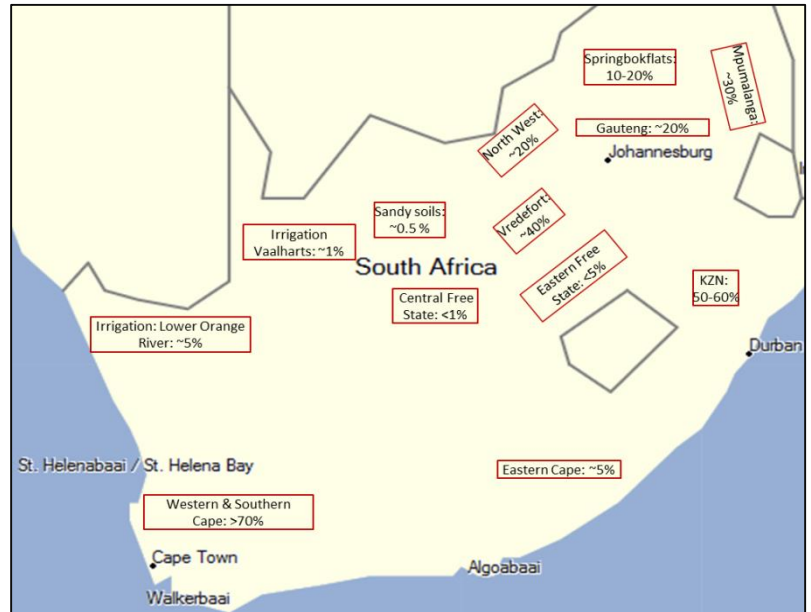 Springbokflats:
10-20%
Mpumalanga:
~30%
North West:
~20%
Gauteng: ~20%
Johannesburg
Sandy soils:
~0.5 %
Vredefort:
~40%
Irrigation
Vaalharts: ~1%
South Africa
Eastern Free
State: <5%
KZN:
50-60%
Central Free
State: <1%
Irrigation: Lower Orange
River: ~5%
Durban
St. Helenabaai / St. Helena Bay
Eastern Cape: ~5%
Western & Southern
Cape: >70%
Cape Town
Algoabaai
Walkerbaai